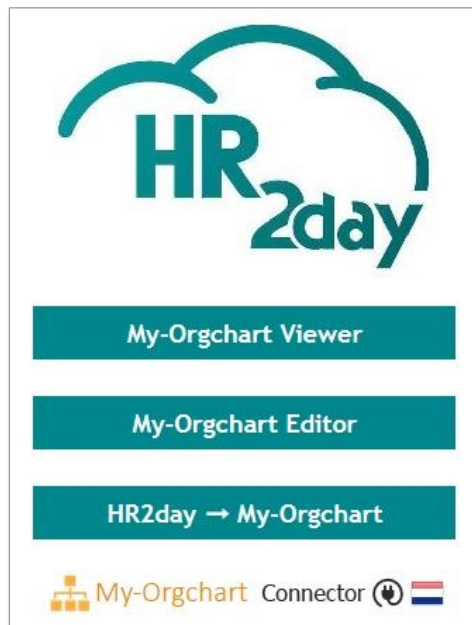 HR
2day
My-Orgchart Viewer
My-Orgchart Editor
HR2day → My-Orgchart
My-Orgchart Connector